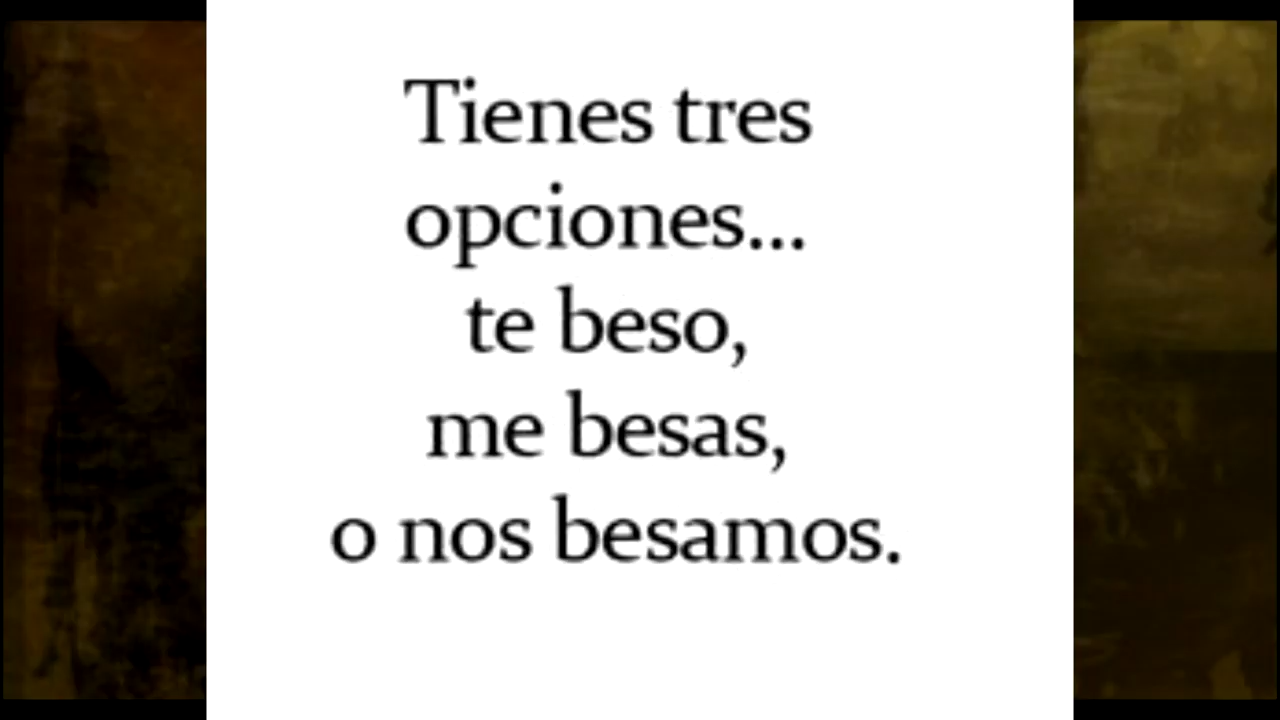 Tienes tres
opciones...
te beso,
me besas,
o nos besamos.